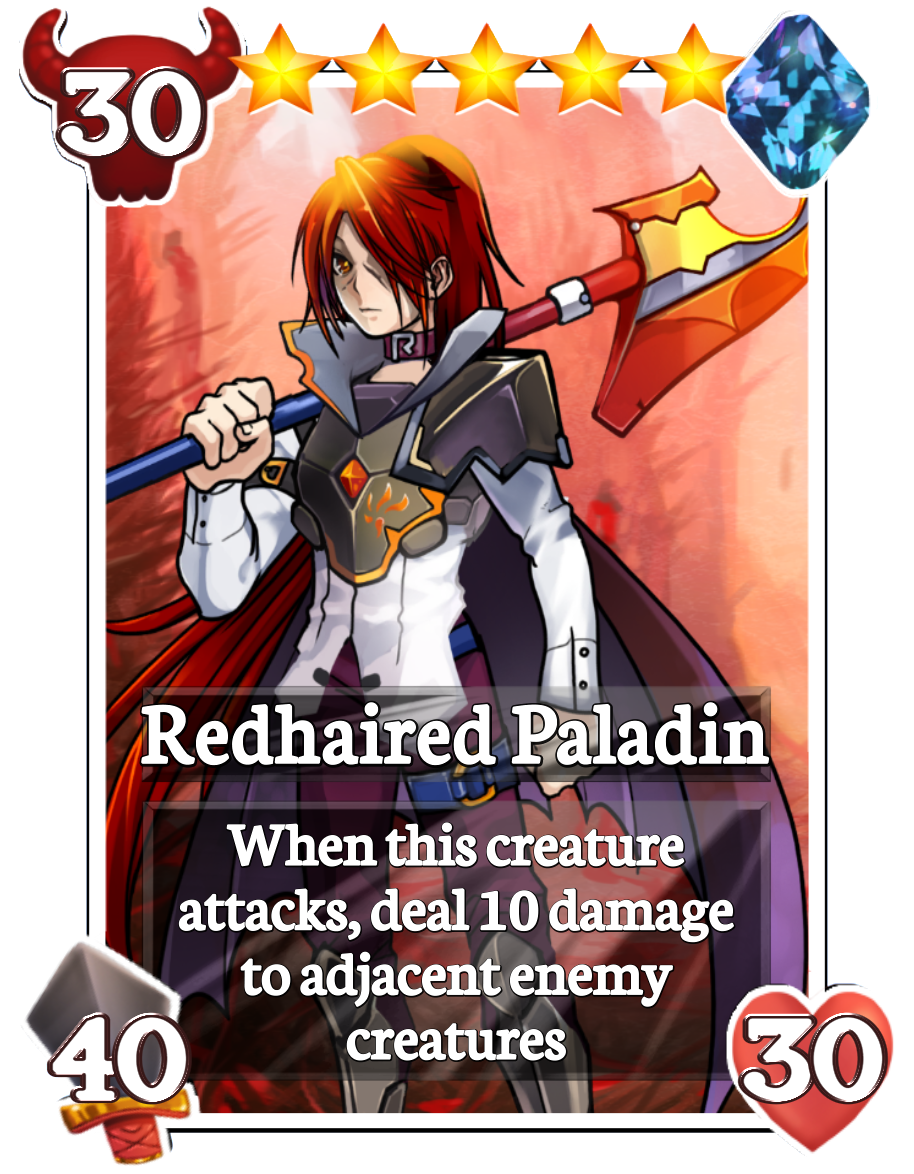 30
R
Redhaired Paladin
When this creature
attacks, deal 10 damage
to adjacent enemy
creatures
40
30